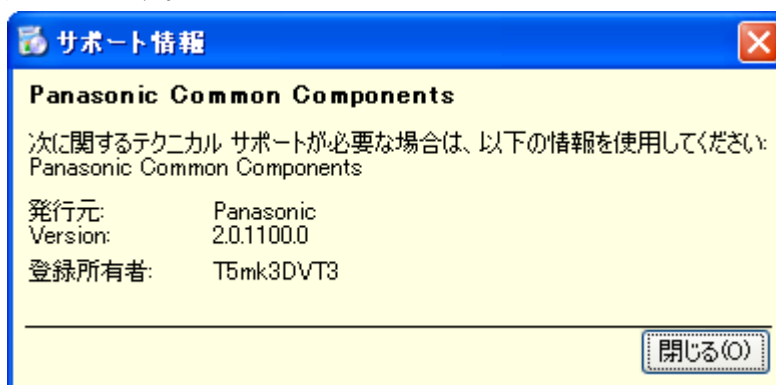 サポート情報
Panasonic Common Components
次に関するテクニカル サポートが必要な場合は、以下の情報を使用してください:
Panasonic Common Components
発行元: Panasonic
Version: 2.0.1100.0
登録所有者: T5mk3DVT3
閉じる(O)